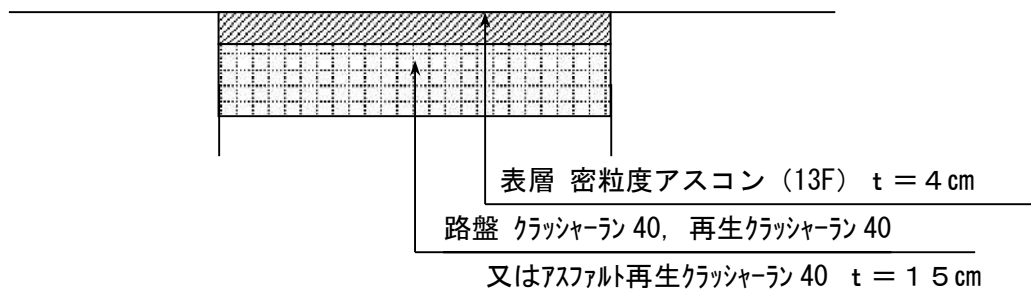 表層 密粒度アスコン（13F） ｔ＝４㎝
路盤 ｸﾗｯｼｬｰﾗﾝ 40, 再生ｸﾗｯｼｬｰﾗﾝ 40
又はｱｽﾌｧﾙﾄ再生ｸﾗｯｼｬｰﾗﾝ 40 ｔ＝１５㎝